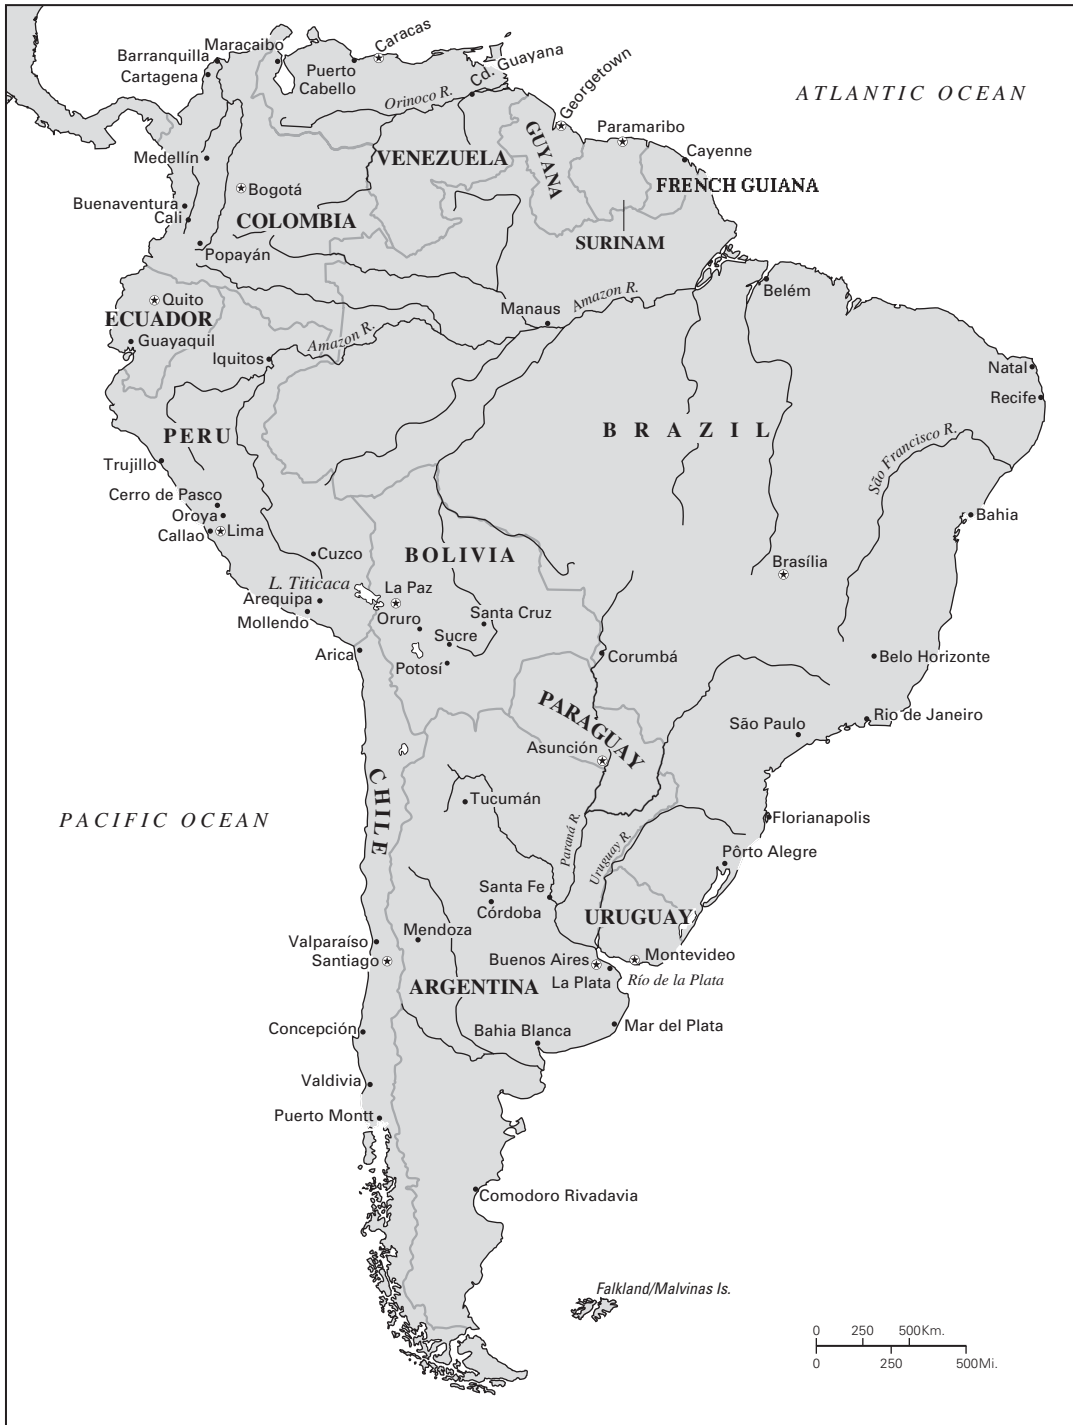 Caracas
Maracaibo
Barranquilla
Cartagena
Puerto
Cabello
Cd. Guayana
Orinoco R.
Georgetown
ATLANTIC OCEAN
Paramaribo
Cayenne
Medellín
VENEZUELA
GUYANA
FRENCH GUIANA
Bogotá
Buenaventura
Cali
COLOMBIA
SURINAM
Popayán
Quito
ECUADOR
Guayaquil
Manaus
Amazon R.
Belém
Iquitos
Amazon R.
Natal
Recife
PERU
BRAZIL
São Francisco R.
Trujillo
Cerro de Pasco
Oroya
Callao
Lima
Bahia
Cuzco
BOLIVIA
Brasília
L. Titicaca
La Paz
Arequipa
Mollendo
Oruro
Santa Cruz
Sucre
Arica
Potosí
Corumbá
Belo Horizonte
PARAGUAY
São Paulo
Rio de Janeiro
Asunción
CHILE
Tucumán
PACIFIC OCEAN
Paraná R.
Uruguay R.
Florianapolis
Pôrto Alegre
Santa Fe
Córdoba
URUGUAY
Valparaíso
Mendoza
Santiago
Buenos Aires
Montevideo
La Plata
Río de la Plata
ARGENTINA
Concepción
Bahia Blanca
Mar del Plata
Valdivia
Puerto Montt
Comodoro Rivadavia
Falkland/Malvinas Is.
0 250 500Km.
0 250 500Mi.